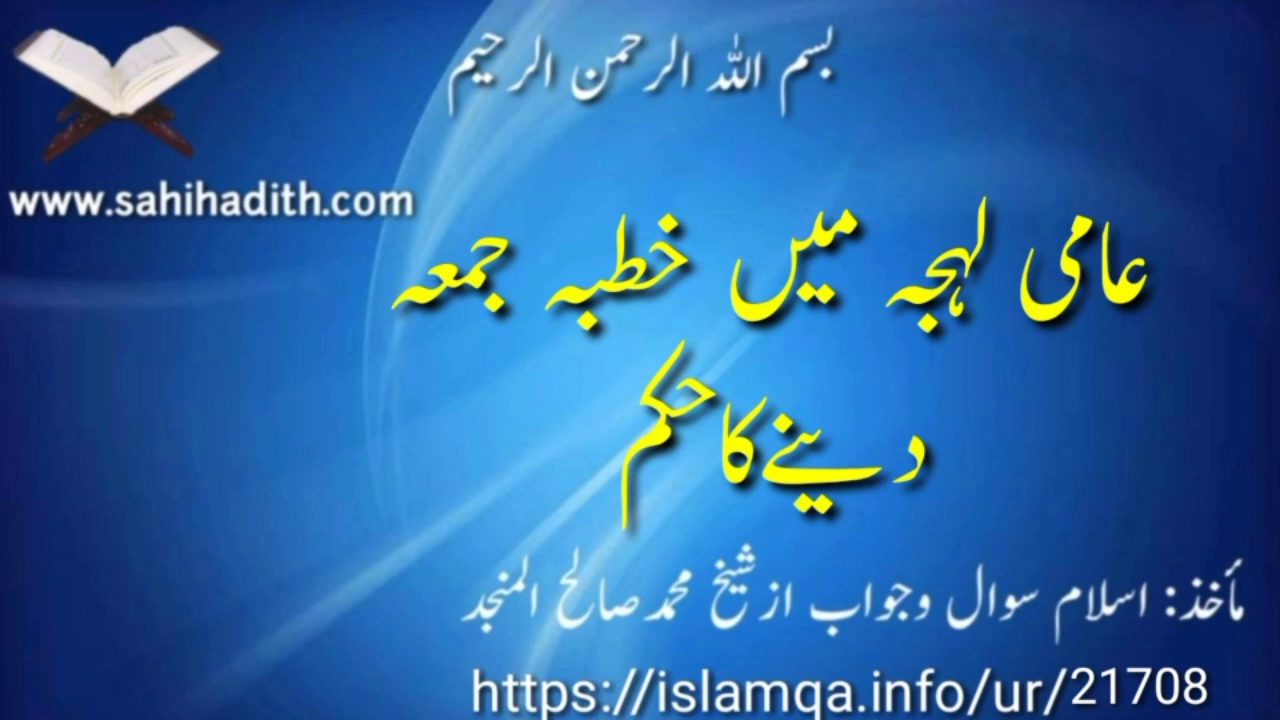 بسم اللہ الرحمن الرحیم
www.sahihadith.com
عامی لہجہ میں خطبہ جمعہ
دینے کا حکم
مأخذ: اسلام سوال وجواب از شیخ محمد صالح المنجد
https://islamqa.info/ur/21708